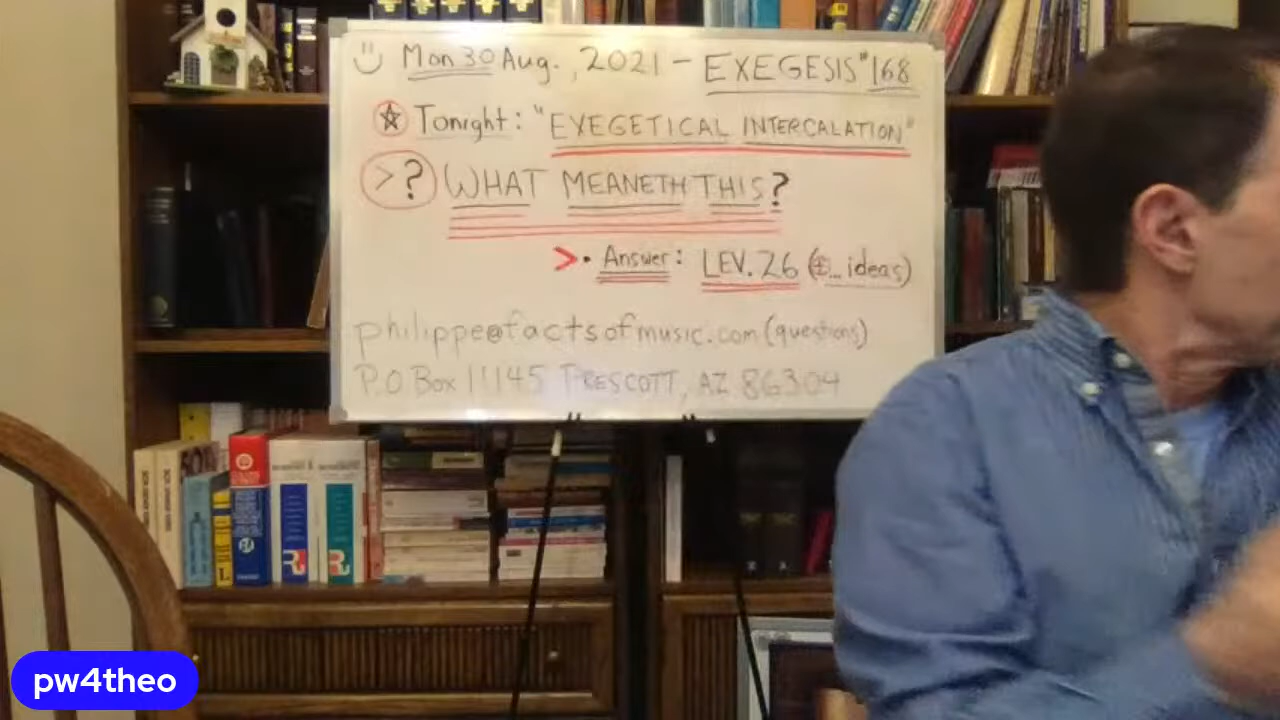 Mon 30 Aug., 2021 - EXEGESIS #168
Tonight: "EXEGETICAL INTERCALATION"
>? WHAT MEANETH THIS?
>• Answer: LEV. 26 (£... ideas)
philippe@factsofmusic.com (questions)
P.O Box 11145 PRESCOTT, AZ 86304
pw4theo